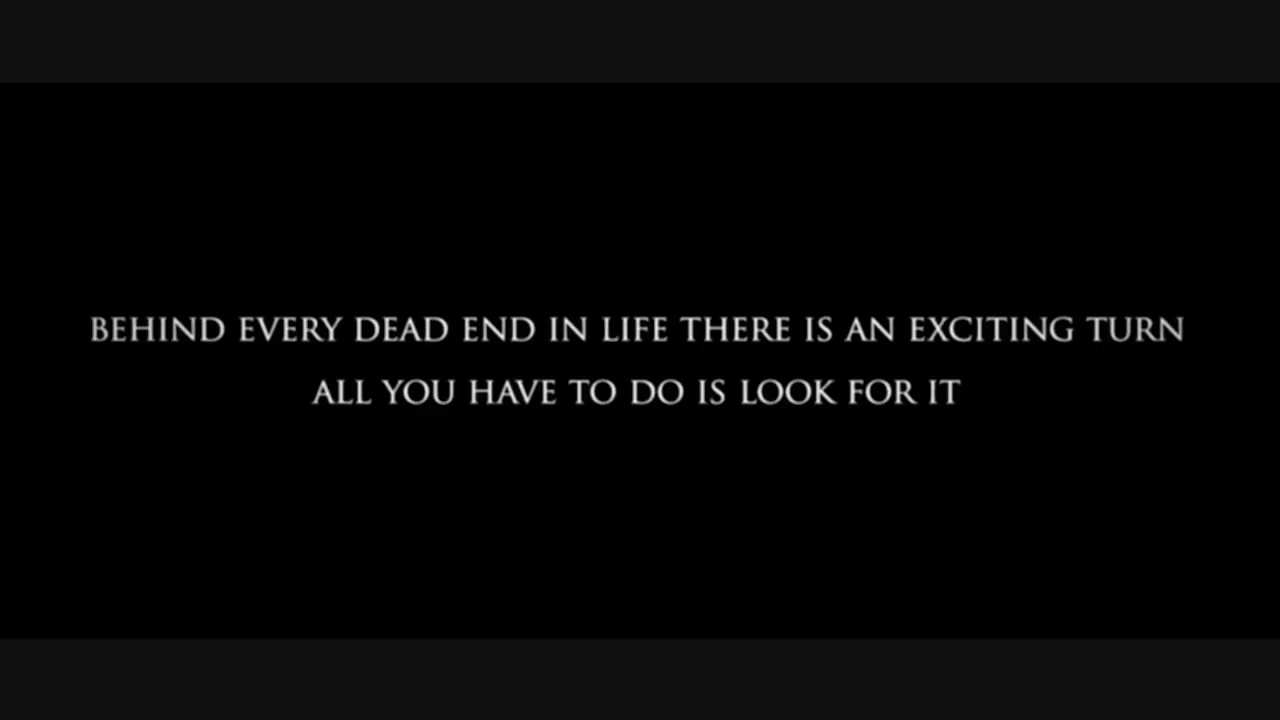 BEHIND EVERY DEAD END IN LIFE THERE IS AN EXCITING TURN
ALL YOU HAVE TO DO IS LOOK FOR IT